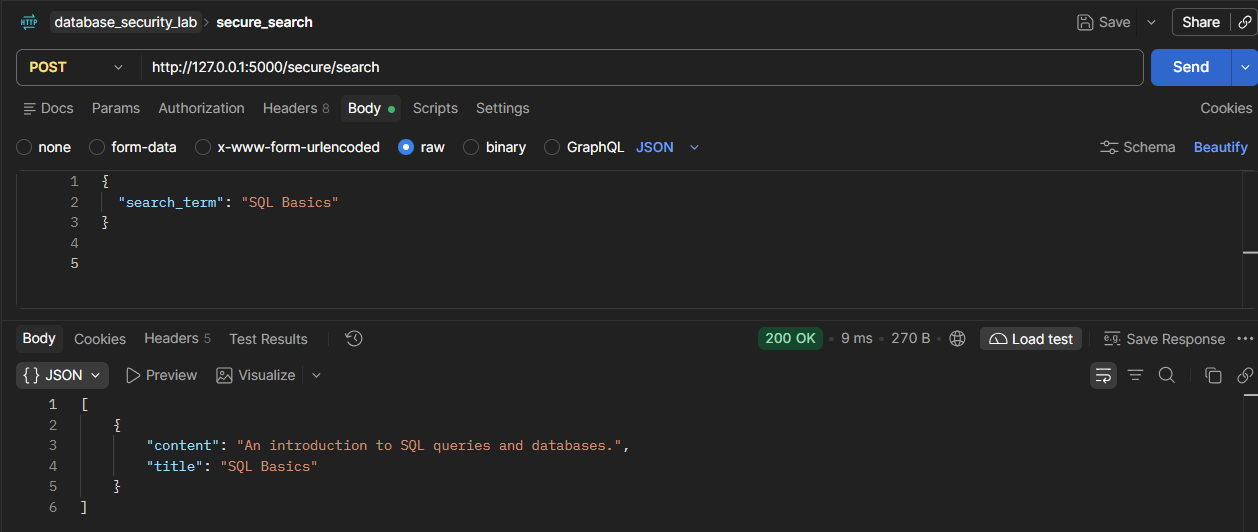 HTTP database_security_lab > secure_search Save Share
POST http://127.0.0.1:5000/secure/search Send
Docs Params Authorization Headers 8 Body Scripts Settings Cookies
none form-data x-www-form-urlencoded raw binary GraphQL JSON Schema Beautify
1 {
2 "search_term": "SQL Basics"
3 }
4
5
Body Cookies Headers 5 Test Results 200 OK • 9 ms • 270 B • Load test e.g. Save Response •••
{} JSON Preview Visualize
1 [
2 {
3 "content": "An introduction to SQL queries and databases.",
4 "title": "SQL Basics"
5 }
6 ]